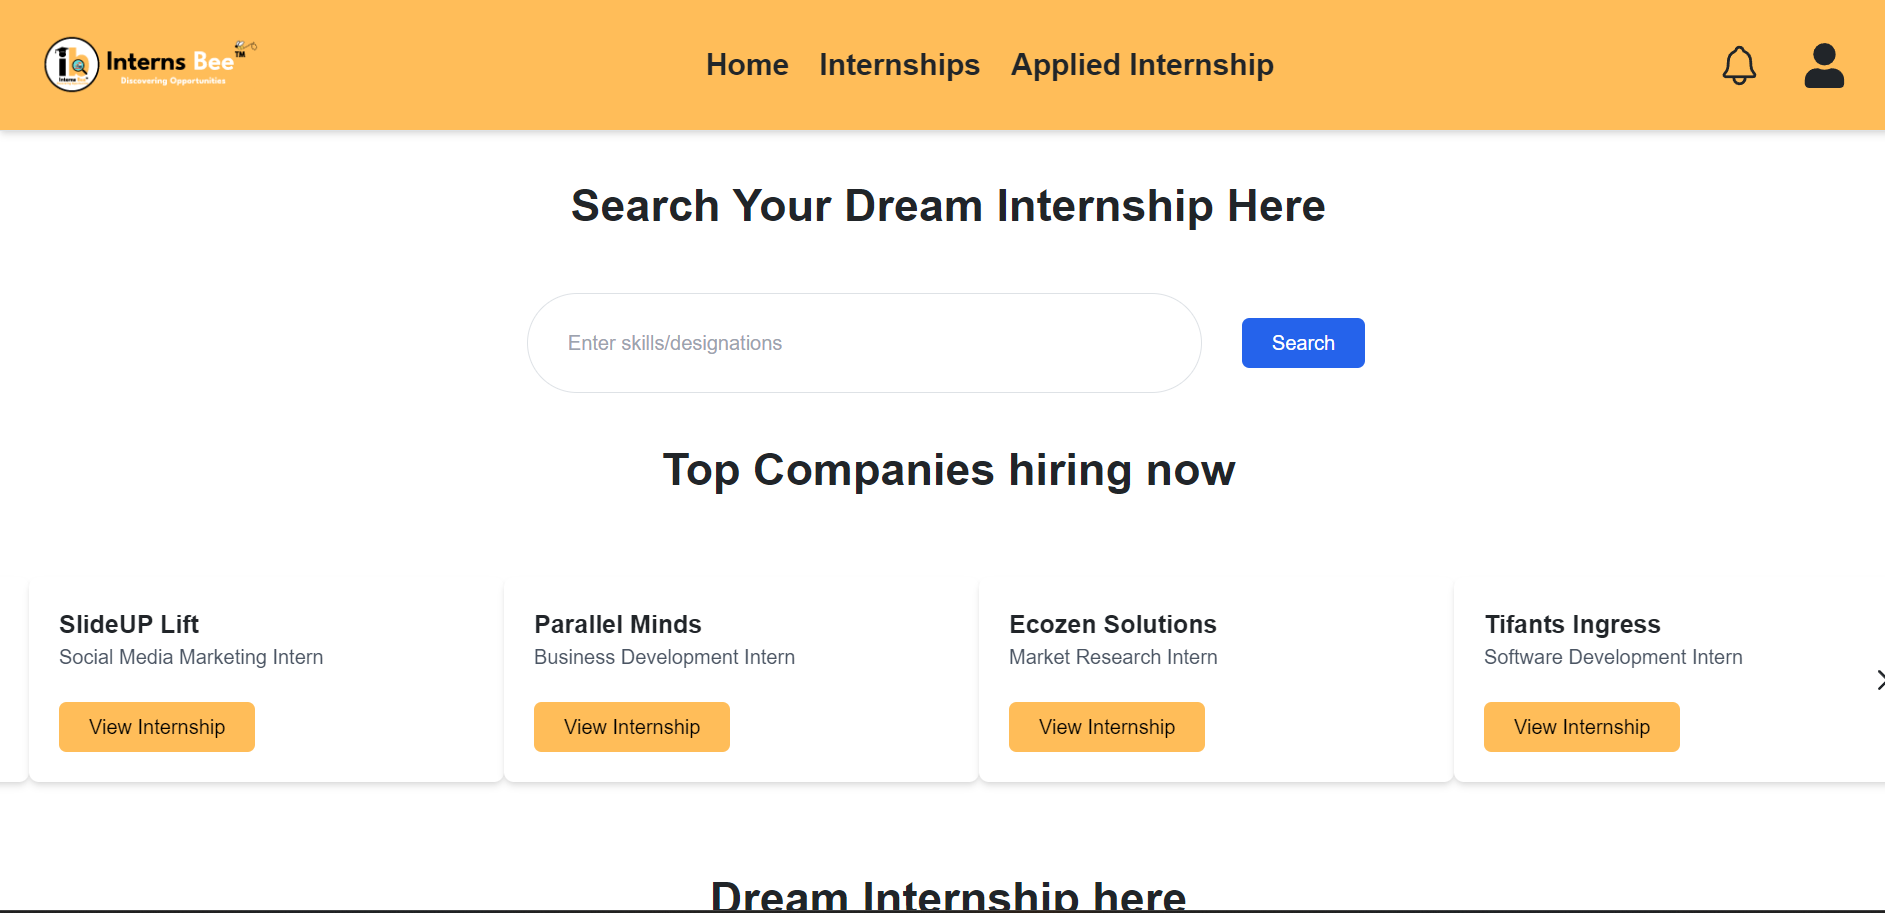 Interns Bee™
Discovering Opportunities
Home Internships Applied Internship
Search Your Dream Internship Here
Enter skills/designations Search
Top Companies hiring now
SlideUP Lift Parallel Minds Ecozen Solutions Tifants Ingress
Social Media Marketing Intern Business Development Intern Market Research Intern Software Development Intern
View Internship View Internship View Internship View Internship
Dream Internship here